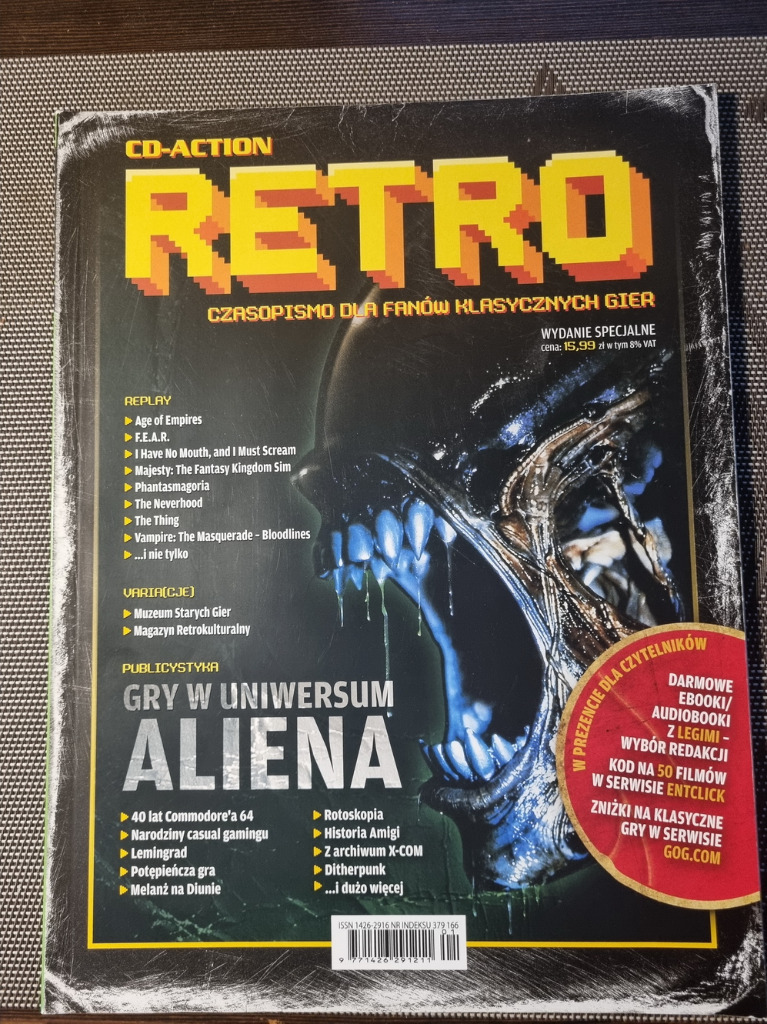 CD-ACTION
RETRO
CZASOPISMO DLA FANÓW KLASYCZNYCH GIER
WYDANIE SPECJALNE
cena: 15,99 zł w tym 8% VAT
REPLAY
Age of Empires
F.E.A.R.
I Have No Mouth, and I Must Scream
Majesty: The Fantasy Kingdom Sim
Phantasmagoria
The Neverhood
The Thing
Vampire: The Masquerade – Bloodlines
...i nie tylko
VARIA(CJE)
Muzeum Starych Gier
Magazyn Retrokulturalny
PUBLICYSTYKA
GRY W UNIWERSUM
ALIENA
40 lat Commodore'a 64
Narodziny casual gamingu
Lemingrad
Potępieńcza gra
Melanż na Diunie
Rotoskopia
Historia Amigi
Z archiwum X-COM
Ditherpunk
...i dużo więcej
W PREZENCIE DLA CZYTELNIKÓW
DARMOWE
EBOOKI/
AUDIOBOOKI
Z LEGIMI –
WYBÓR REDAKCJI
KOD NA 50 FILMÓW
W SERWISIE ENTCLICK
ZNIŻKI NA KLASYCZNE
GRY W SERWISIE
GOG.COM
ISSN 1426-2916 NR INDEKSU 379 166
01
9 771426 291211